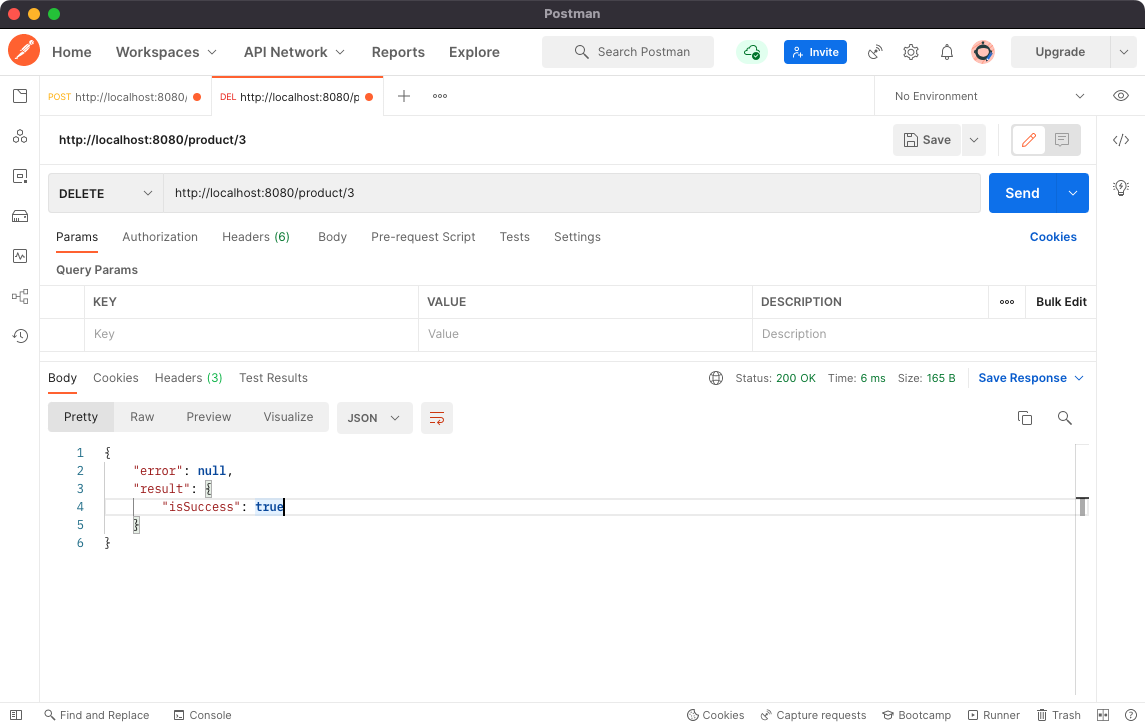 Postman
Home Workspaces API Network Reports Explore Search Postman Invite Upgrade
POST http://localhost:8080/ DEL http://localhost:8080/p No Environment
http://localhost:8080/product/3 Save
DELETE http://localhost:8080/product/3 Send
Params Authorization Headers (6) Body Pre-request Script Tests Settings Cookies
Query Params
KEY VALUE DESCRIPTION Bulk Edit
Key Value Description
Body Cookies Headers (3) Test Results Status: 200 OK Time: 6 ms Size: 165 B Save Response
Pretty Raw Preview Visualize JSON
1 {
2 "error": null,
3 "result": {
4 "isSuccess": true
5 }
6 }
Find and Replace Console Cookies Capture requests Bootcamp Runner Trash